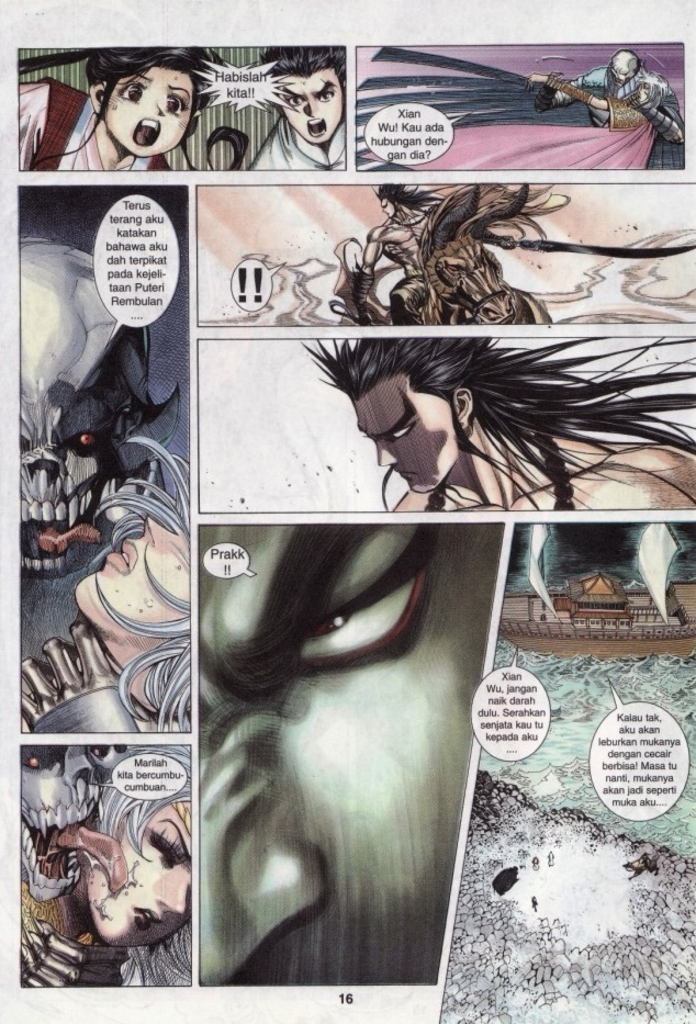 Habislah
kita!!
Xian
Wu! Kau ada
hubungan den-
gan dia?
Terus
terang aku
katakan
bahawa aku
dah terpikat
pada kejeli-
taan Puteri
Rembulan
....
!!
Marilah
kita bercumbu-
cumbuan....
Prakk
!!
Xian
Wu, jangan
naik darah
dulu. Serahkan
senjata kau tu
kepada aku
....
Kalau tak,
aku akan
leburkan mukanya
dengan cecair
berbisa! Masa tu
nanti, mukanya
akan jadi seperti
muka aku....
16